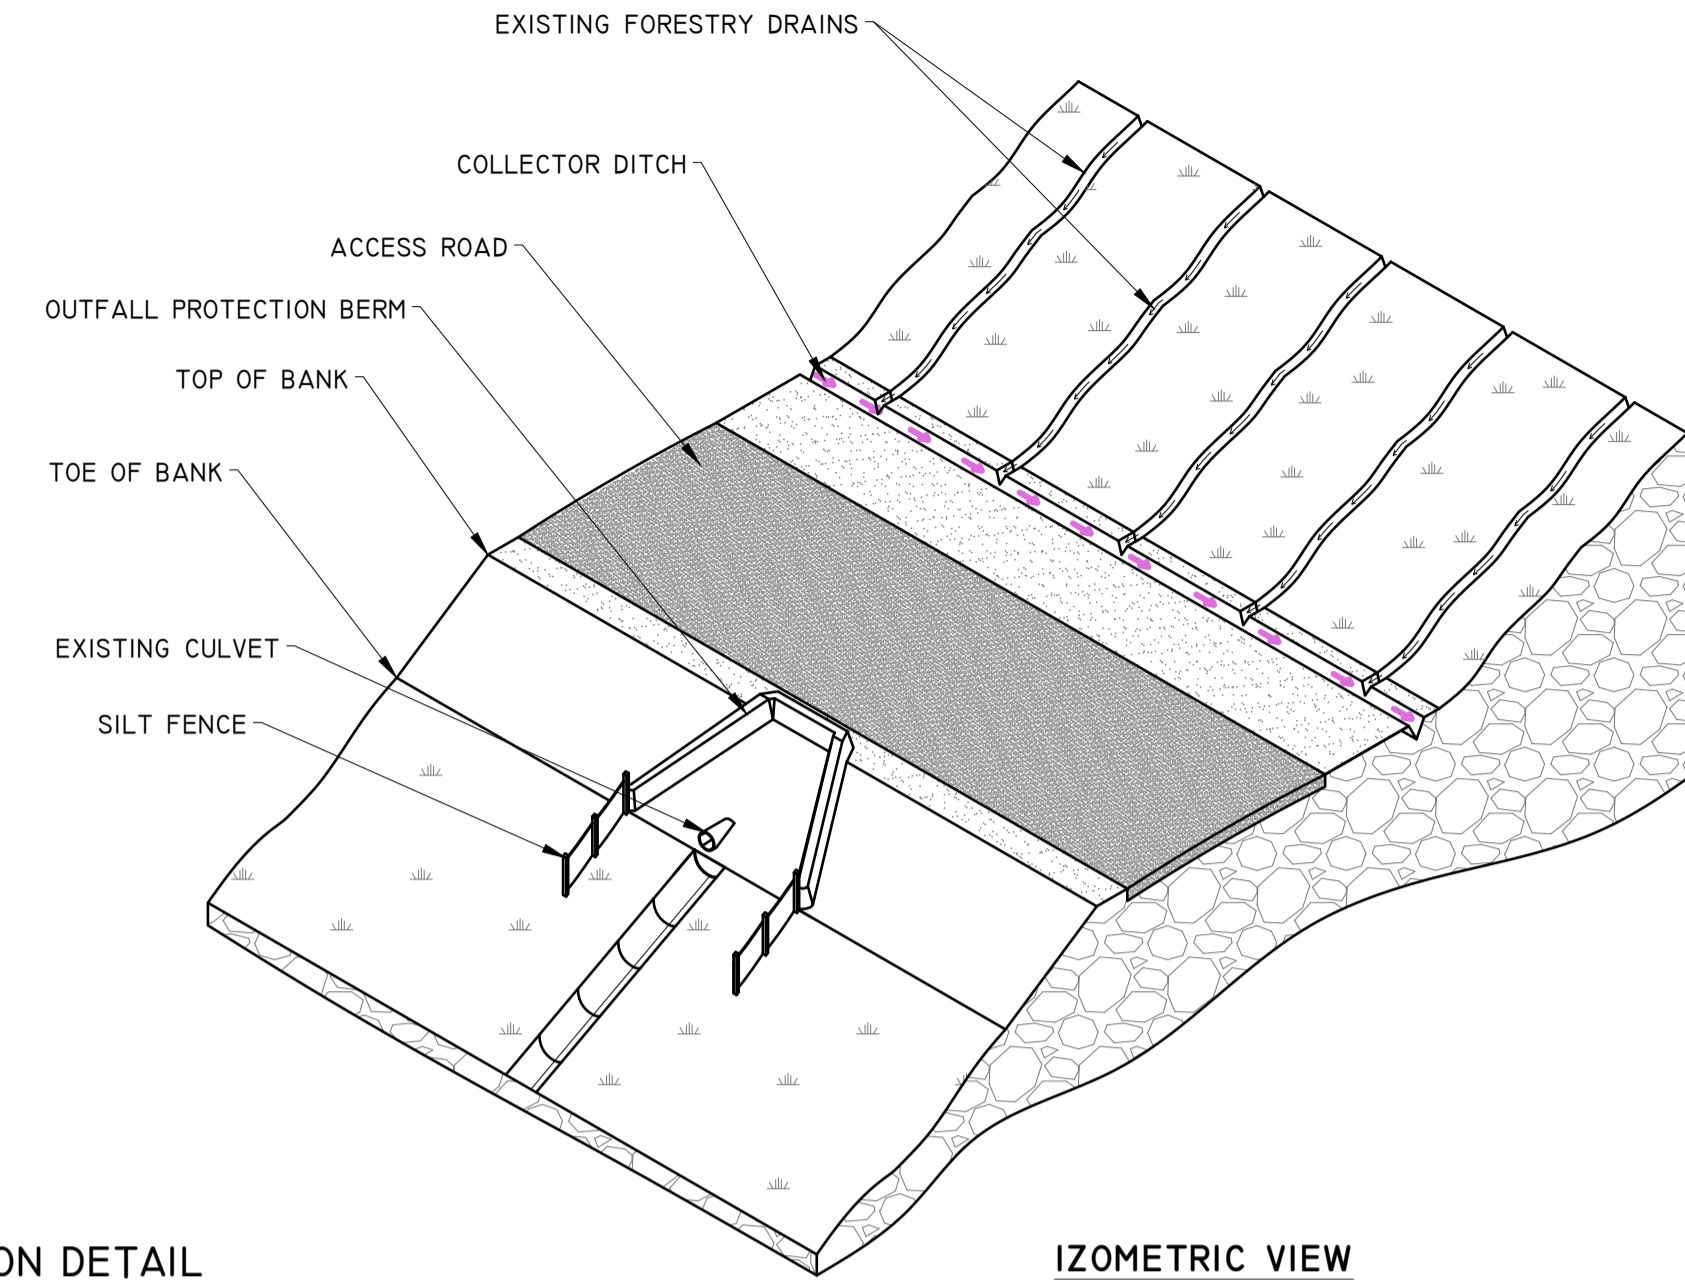 EXISTING FORESTRY DRAINS
COLLECTOR DITCH
ACCESS ROAD
OUTFALL PROTECTION BERM
TOP OF BANK
TOE OF BANK
EXISTING CULVET
SILT FENCE
ON DETAIL
IZOMETRIC VIEW